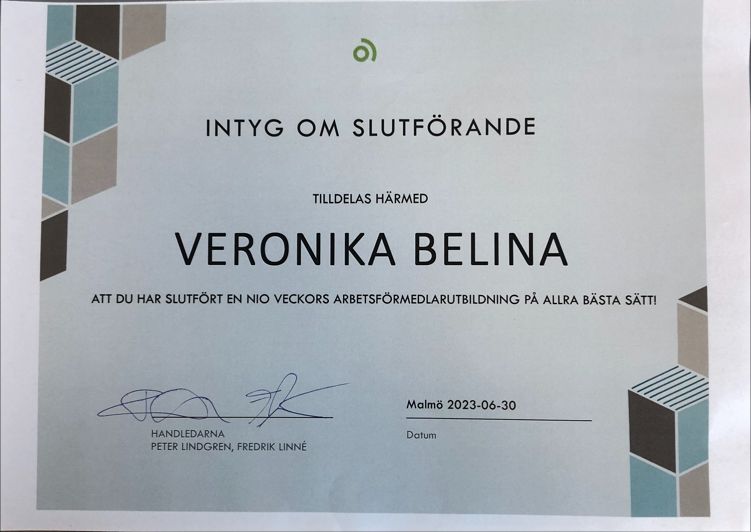 INTYG OM SLUTFÖRANDE
TILLDELAS HÄRMED
VERONIKA BELINA
ATT DU HAR SLUTFÖRT EN NIO VECKORS ARBETSFÖRMEDLARUTBILDNING PÅ ALLRA BÄSTA SÄTT!
Malmö 2023-06-30
HANDLEDARNA
PETER LINDGREN, FREDRIK LINNÉ
Datum